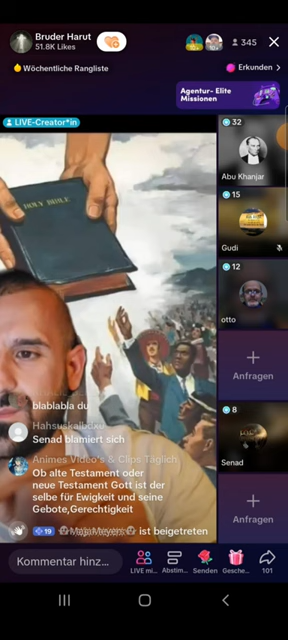 Bruder Harut
51.8K Likes
345
Wöchentliche Rangliste
Erkunden
Agentur- Elite
Missionen
LIVE-Creator*in
HOLY BIBLE
32
Abu Khanjar
15
Gudi
12
otto
Anfragen
8
Senad
Anfragen
blablabla du
Senad blamiert sich
Animes Video's & Clips Täglich
Ob alte Testament oder
neue Testament Gott ist der
selbe für Ewigkeit und seine
Gebote,Gerechtigkeit
19 ist beigetreten
Kommentar hinz...
LIVE mi...
Abstim...
Senden
Gesche...
101